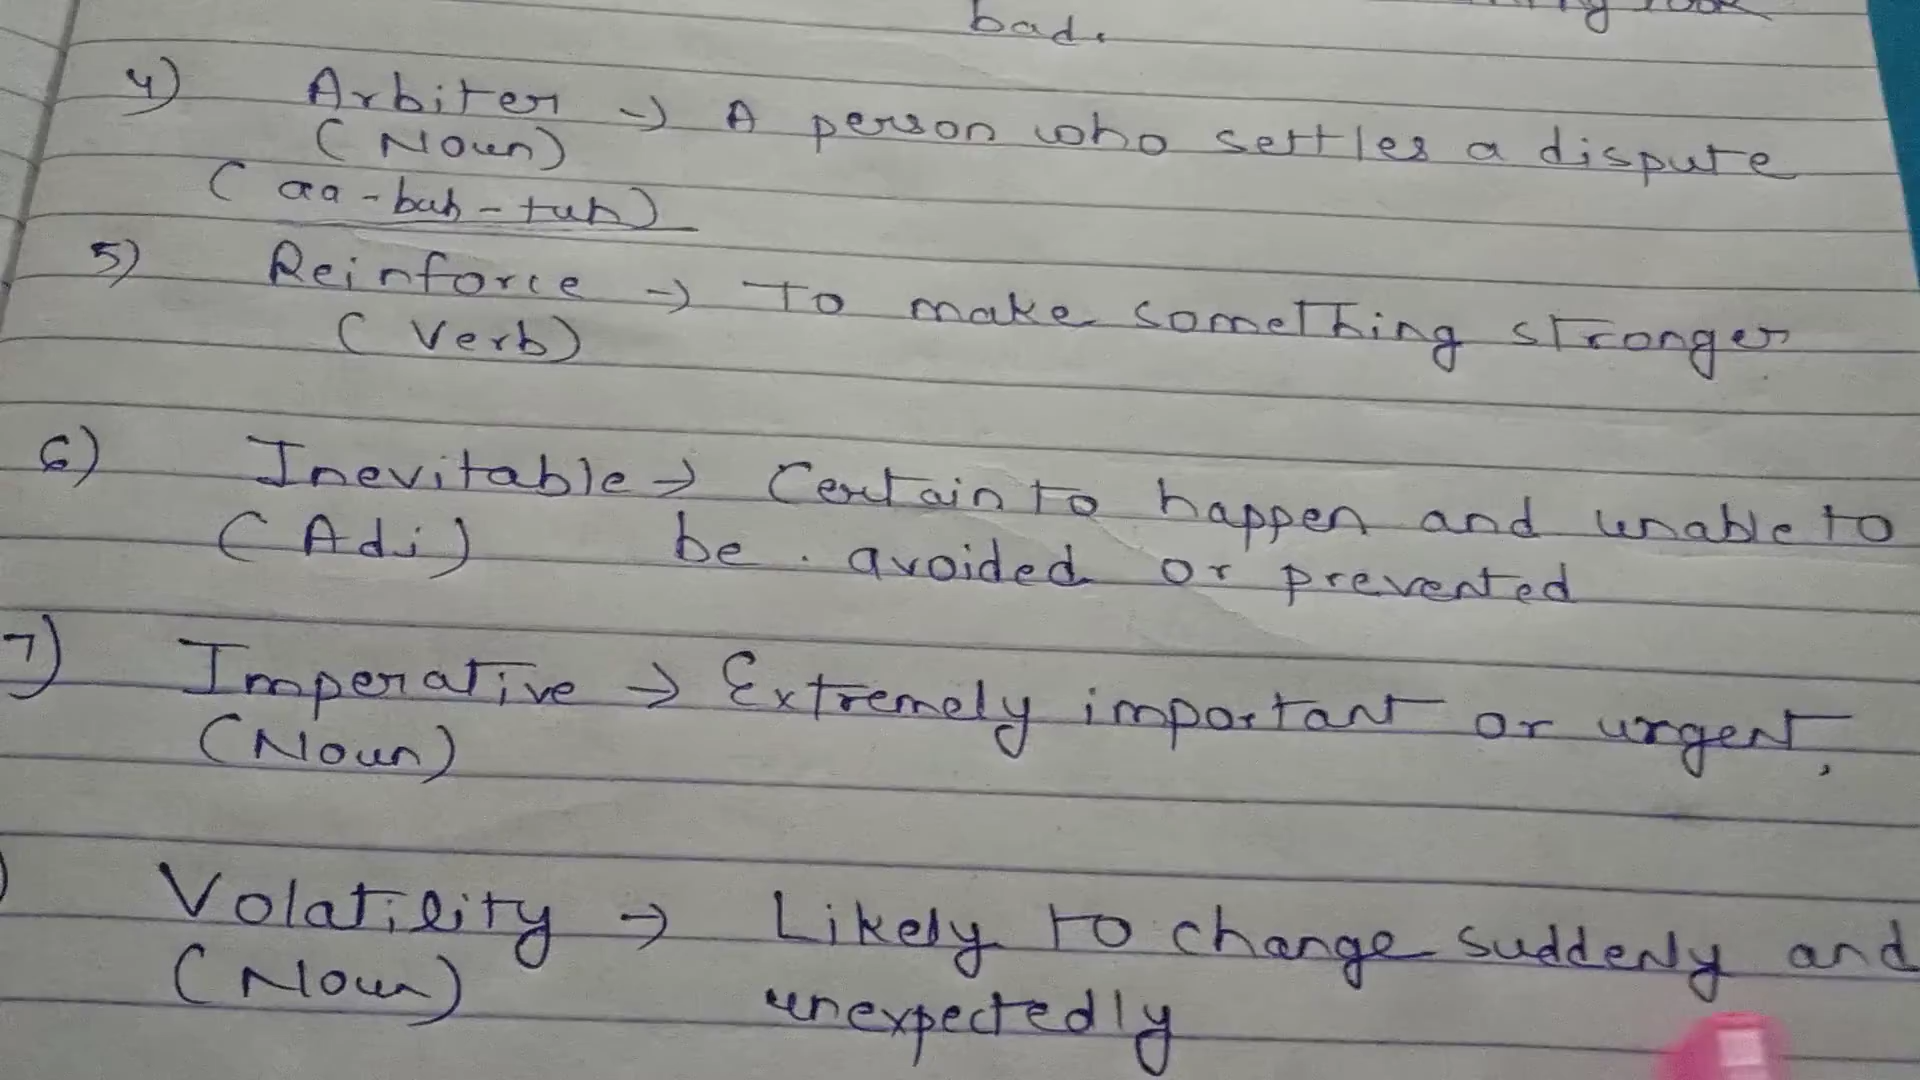 bad.
4) Arbiter → A person who settles a dispute
(Noun)
(aa-buh-tuh)
5) Reinforce → To make something stronger
(Verb)
6) Inevitable → Certain to happen and unable to
(Adj) be avoided or prevented
7) Imperative → Extremely important or urgent,
(Noun)
) Volatility → Likely to change suddenly and
(Noun) unexpectedly